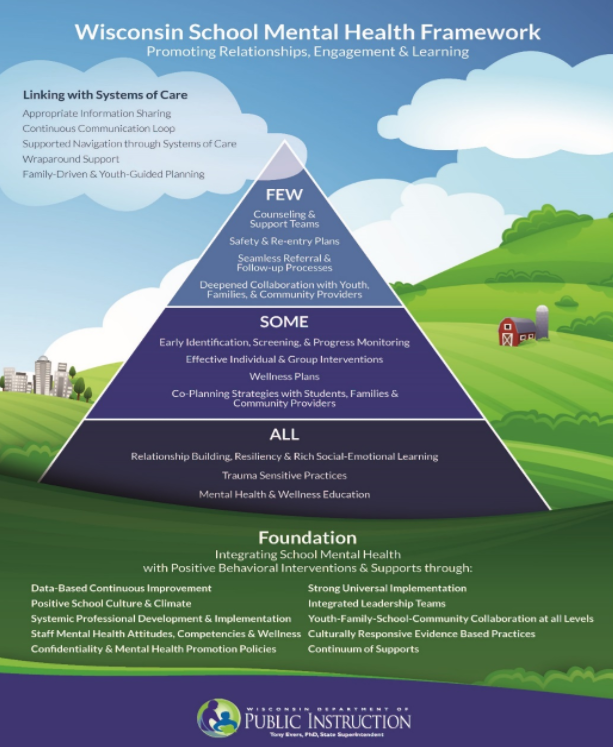 Wisconsin School Mental Health Framework
Promoting Relationships, Engagement & Learning
Linking with Systems of Care
Appropriate Information Sharing
Continuous Communication Loop
Supported Navigation through Systems of Care
Wraparound Support
Family-Driven & Youth-Guided Planning
FEW
Counseling &
Support Teams
Safety & Re-entry Plans
Seamless Referral &
Follow-up Processes
Deepened Collaboration with Youth,
Families, & Community Providers
SOME
Early Identification, Screening, & Progress Monitoring
Effective Individual & Group Interventions
Wellness Plans
Co-Planning Strategies with Students, Families &
Community Providers
ALL
Relationship Building, Resiliency & Rich Social-Emotional Learning
Trauma Sensitive Practices
Mental Health & Wellness Education
Foundation
Integrating School Mental Health
with Positive Behavioral Interventions & Supports through:
Data-Based Continuous Improvement
Positive School Culture & Climate
Systemic Professional Development & Implementation
Staff Mental Health Attitudes, Competencies & Wellness
Confidentiality & Mental Health Promotion Policies
Strong Universal Implementation
Integrated Leadership Teams
Youth-Family-School-Community Collaboration at all Levels
Culturally Responsive Evidence Based Practices
Continuum of Supports
WISCONSIN DEPARTMENT OF
PUBLIC INSTRUCTION
Tony Evers, PhD, State Superintendent